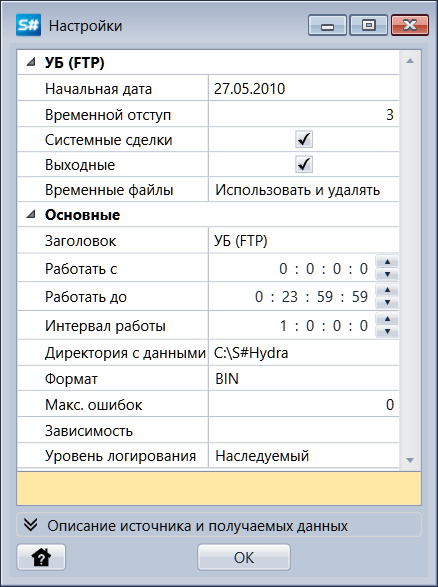 S# Настройки
УБ (FTP)
Начальная дата 27.05.2010
Временной отступ 3
Системные сделки
Выходные
Временные файлы Использовать и удалять
Основные
Заголовок УБ (FTP)
Работать с 0 : 0 : 0 : 0
Работать до 0 : 23 : 59 : 59
Интервал работы 1 : 0 : 0 : 0
Директория с данными C:\S#Hydra
Формат BIN
Макс. ошибок 0
Зависимость
Уровень логирования Наследуемый
Описание источника и получаемых данных
OK